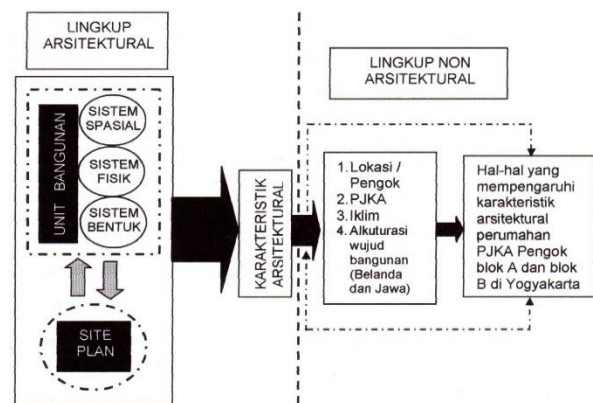 LINGKUP
ARSITEKTURAL
UNIT BANGUNAN
SISTEM
SPASIAL
SISTEM
FISIK
SISTEM
BENTUK
SITE
PLAN
KARAKTERISTIK
ARSITEKTURAL
LINGKUP NON
ARSITEKTURAL
1. Lokasi /
Pengok
2. PJKA
3. Iklim
4. Alkuturasi
wujud
bangunan
(Belanda
dan Jawa)
Hal-hal yang
mempengaruhi
karakteristik
arsitektural
perumahan
PJKA Pengok
blok A dan blok
B di Yogyakarta